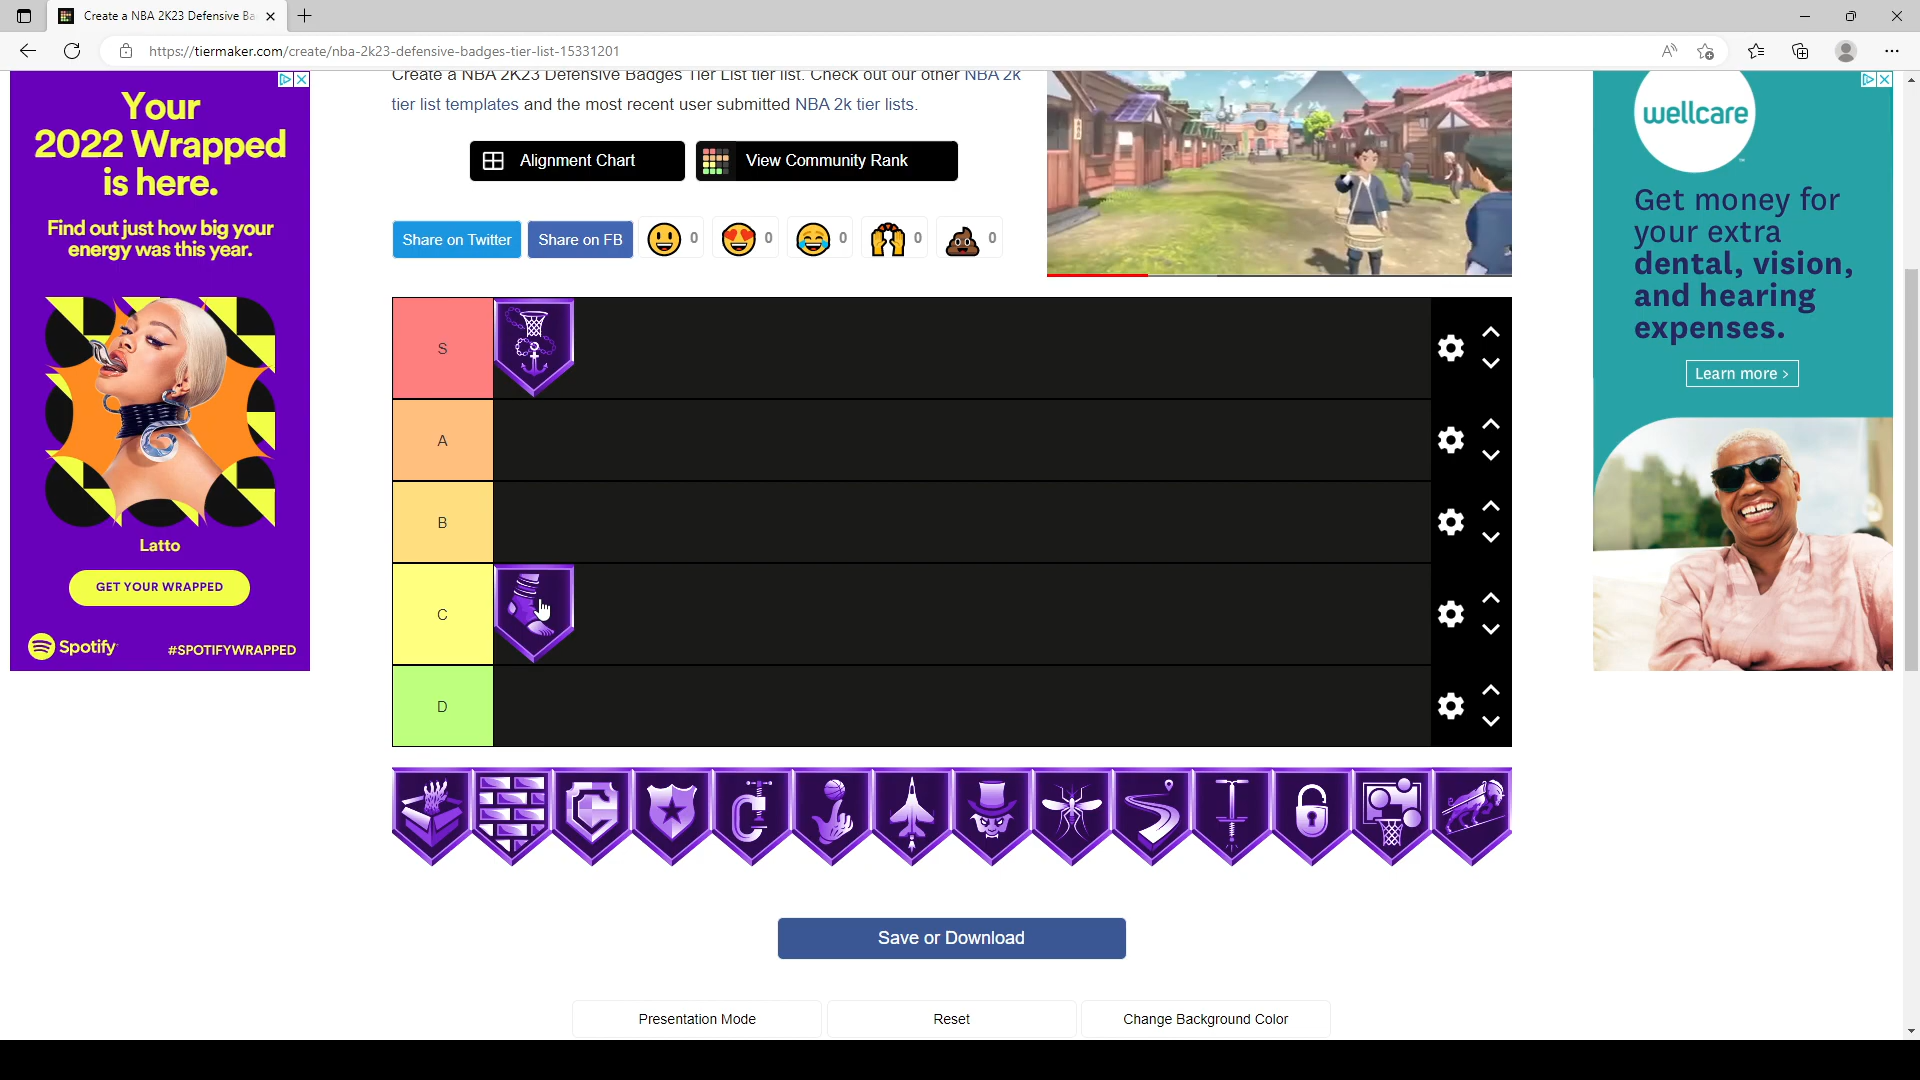 Create a NBA 2K23 Defensive Ba
https://tiermaker.com/create/nba-2k23-defensive-badges-tier-list-15331201
Create a NBA 2K23 Defensive Badges Tier List tier list. Check out our other NBA 2k
tier list templates and the most recent user submitted NBA 2k tier lists.
Alignment Chart
View Community Rank
Share on Twitter
Share on FB
0
0
0
0
0
S
A
B
C
D
Save or Download
Presentation Mode
Reset
Change Background Color
Your
2022 Wrapped
is here.
Find out just how big your
energy was this year.
Latto
GET YOUR WRAPPED
Spotify
#SPOTIFYWRAPPED
wellcare
Get money for
your extra
dental, vision,
and hearing
expenses.
Learn more >